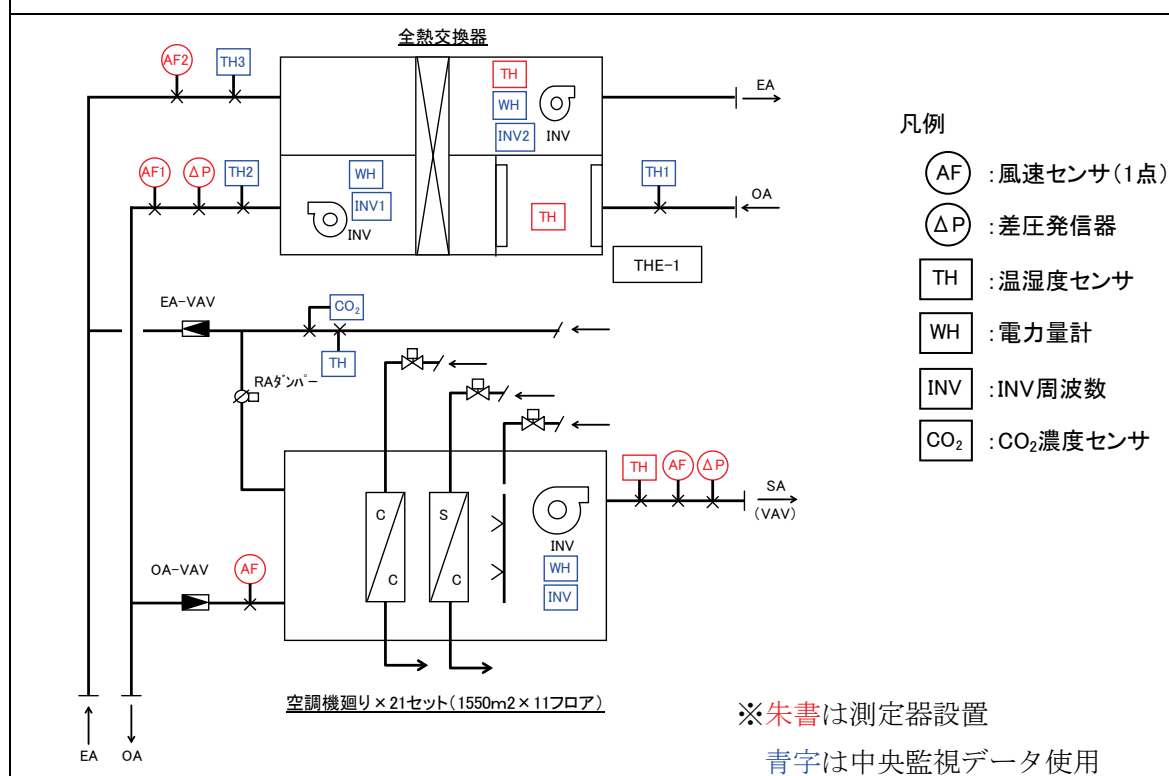 全熱交換器
AF2
TH3
TH
WH
INV2
INV
EA
AF1
ΔP
TH2
WH
INV1
INV
TH
TH1
OA
THE-1
EA-VAV
CO₂
TH
RAダンパー
TH
AF
ΔP
SA
(VAV)
C
C
S
C
INV
WH
INV
OA-VAV
AF
空調機廻り×21セット(1550m2×11フロア)
EA
OA
凡例
AF :風速センサ(1点)
ΔP :差圧発信器
TH :温湿度センサ
WH :電力量計
INV :INV周波数
CO₂ :CO₂濃度センサ
※朱書は測定器設置
青字は中央監視データ使用